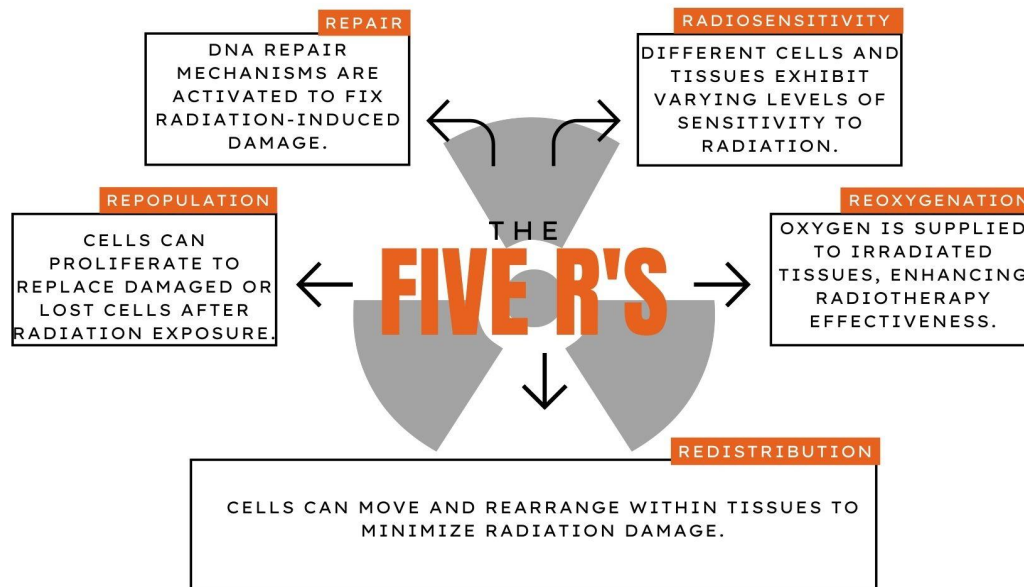 REPAIR
DNA REPAIR
MECHANISMS ARE
ACTIVATED TO FIX
RADIATION-INDUCED
DAMAGE.
RADIOSENSITIVITY
DIFFERENT CELLS AND
TISSUES EXHIBIT
VARYING LEVELS OF
SENSITIVITY TO
RADIATION.
REPOPULATION
CELLS CAN
PROLIFERATE TO
REPLACE DAMAGED OR
LOST CELLS AFTER
RADIATION EXPOSURE.
THE
FIVE R'S
REOXYGENATION
OXYGEN IS SUPPLIED
TO IRRADIATED
TISSUES, ENHANCING
RADIOTHERAPY
EFFECTIVENESS.
REDISTRIBUTION
CELLS CAN MOVE AND REARRANGE WITHIN TISSUES TO
MINIMIZE RADIATION DAMAGE.